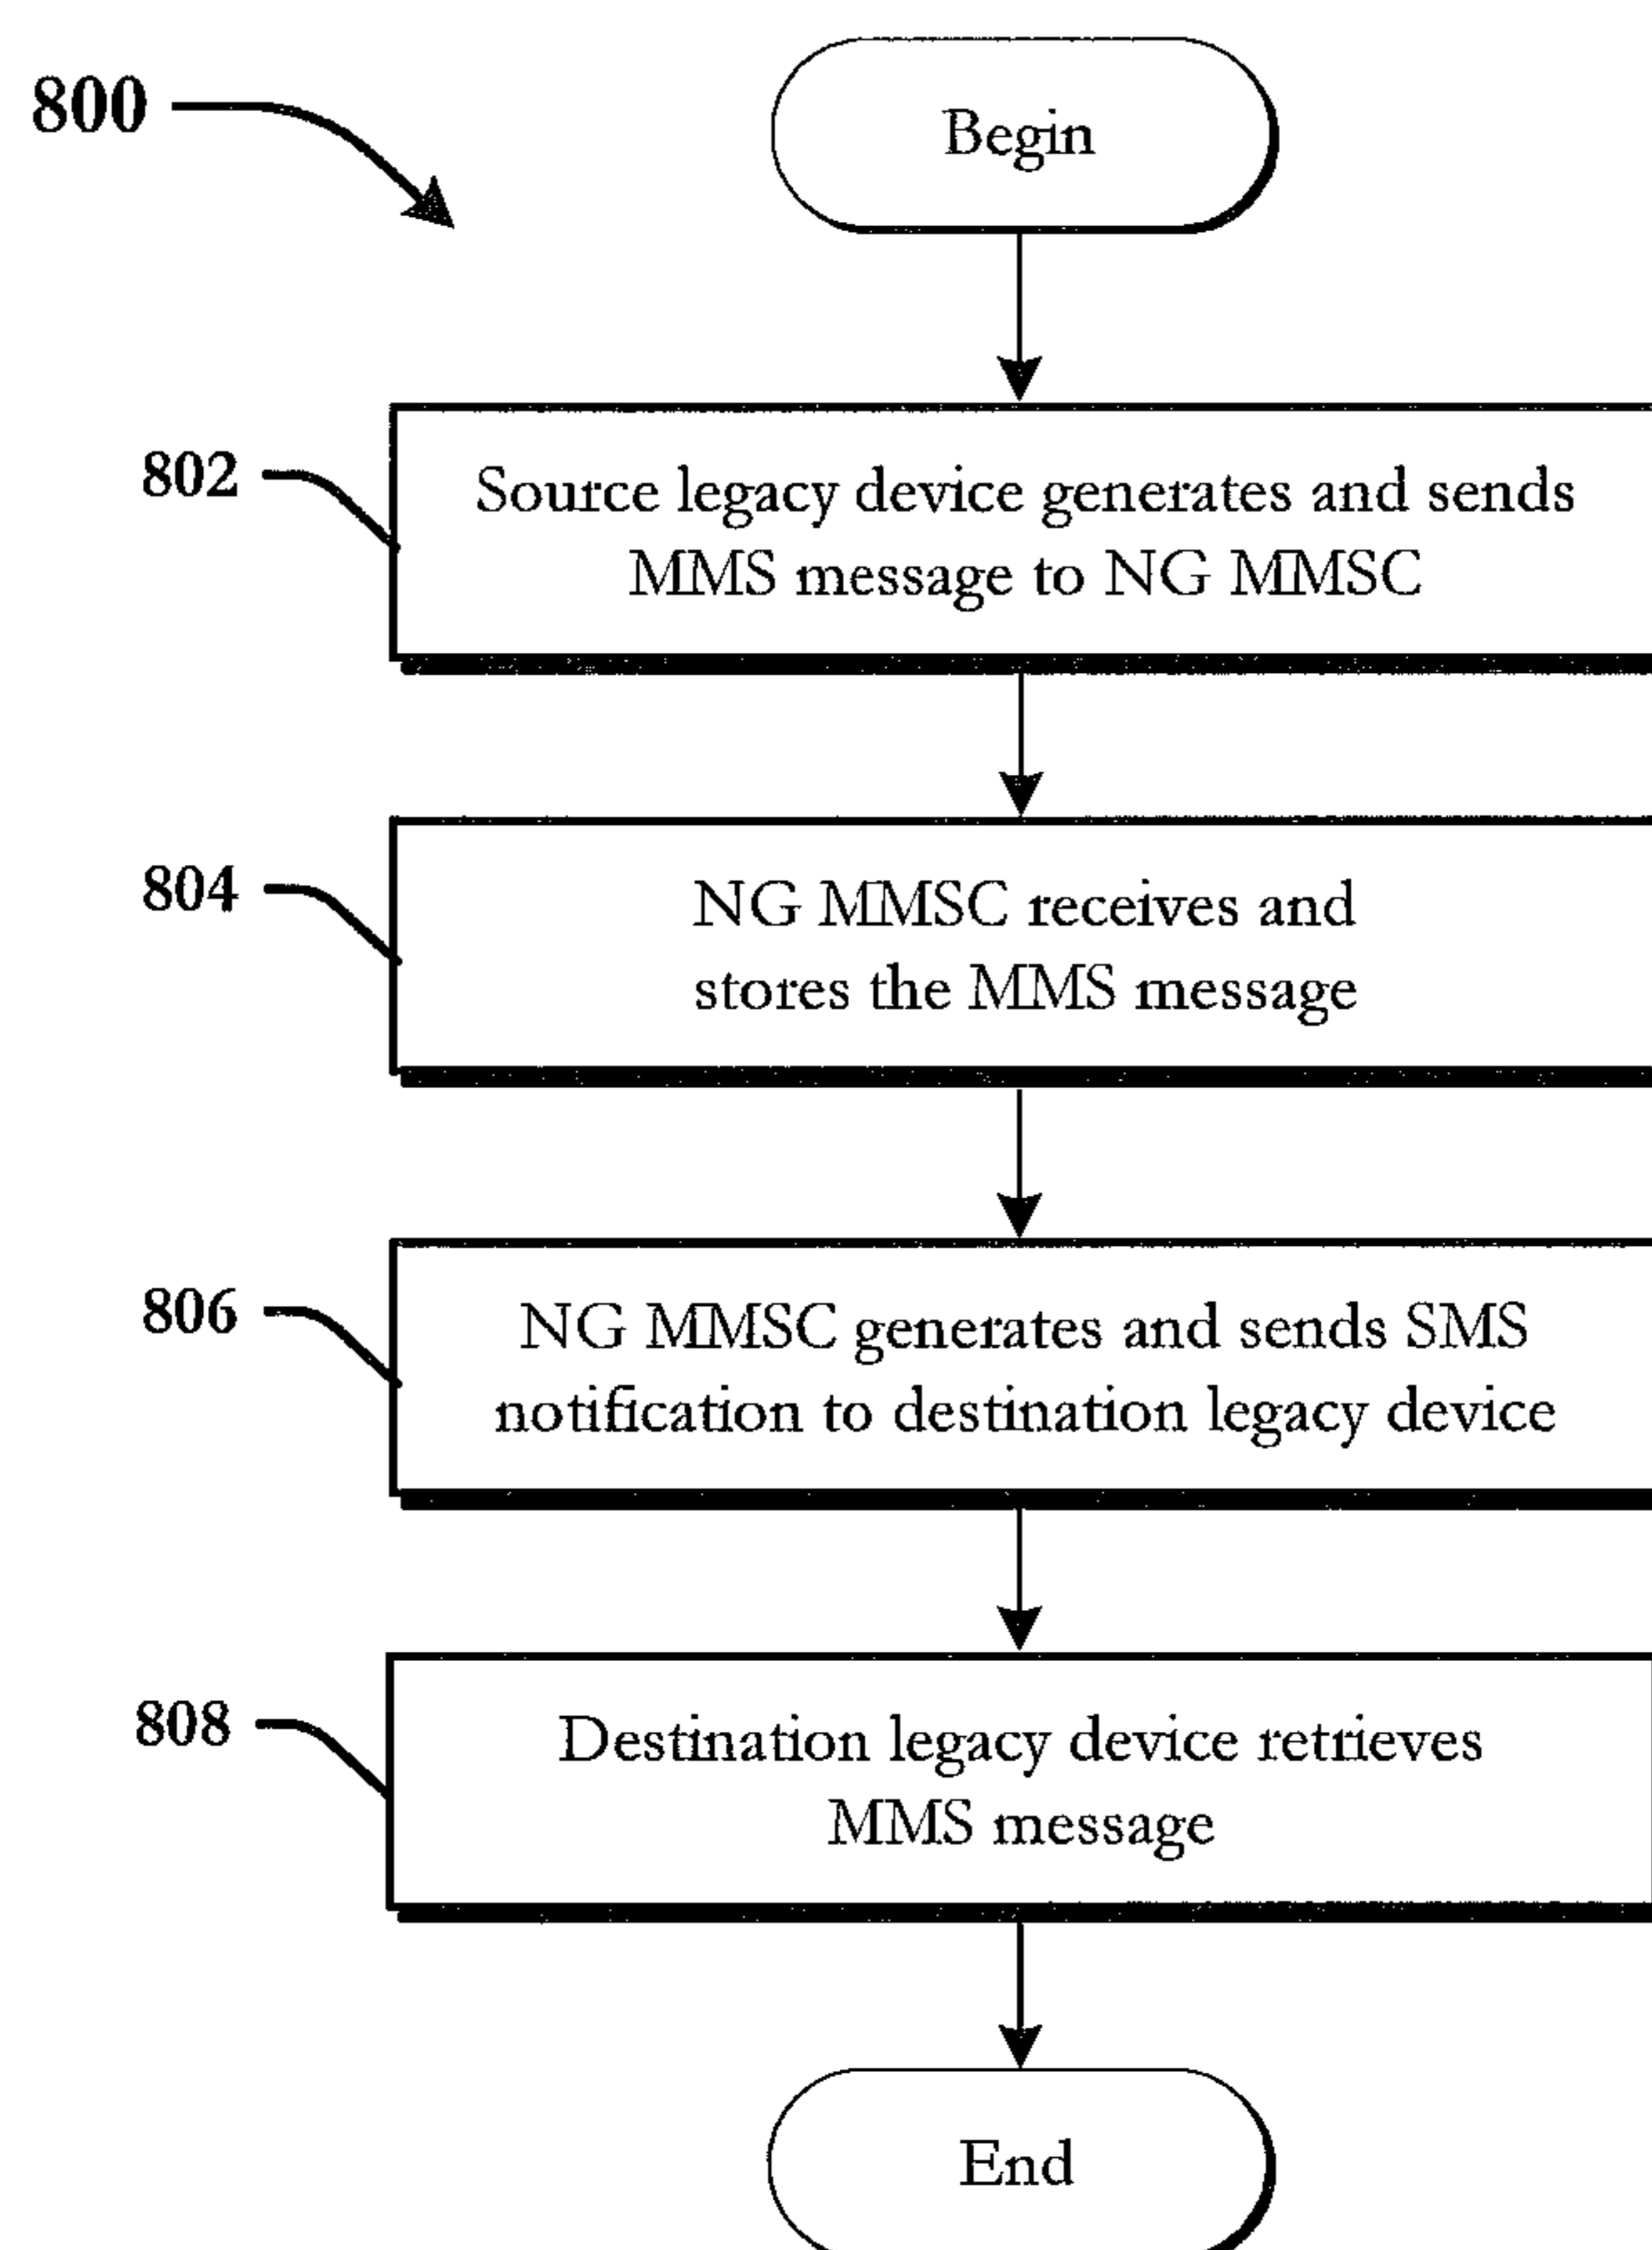 800
Begin
802
Source legacy device generates and sends
MMS message to NG MMSC
804
NG MMSC receives and
stores the MMS message
806
NG MMSC generates and sends SMS
notification to destination legacy device
808
Destination legacy device retrieves
MMS message
End